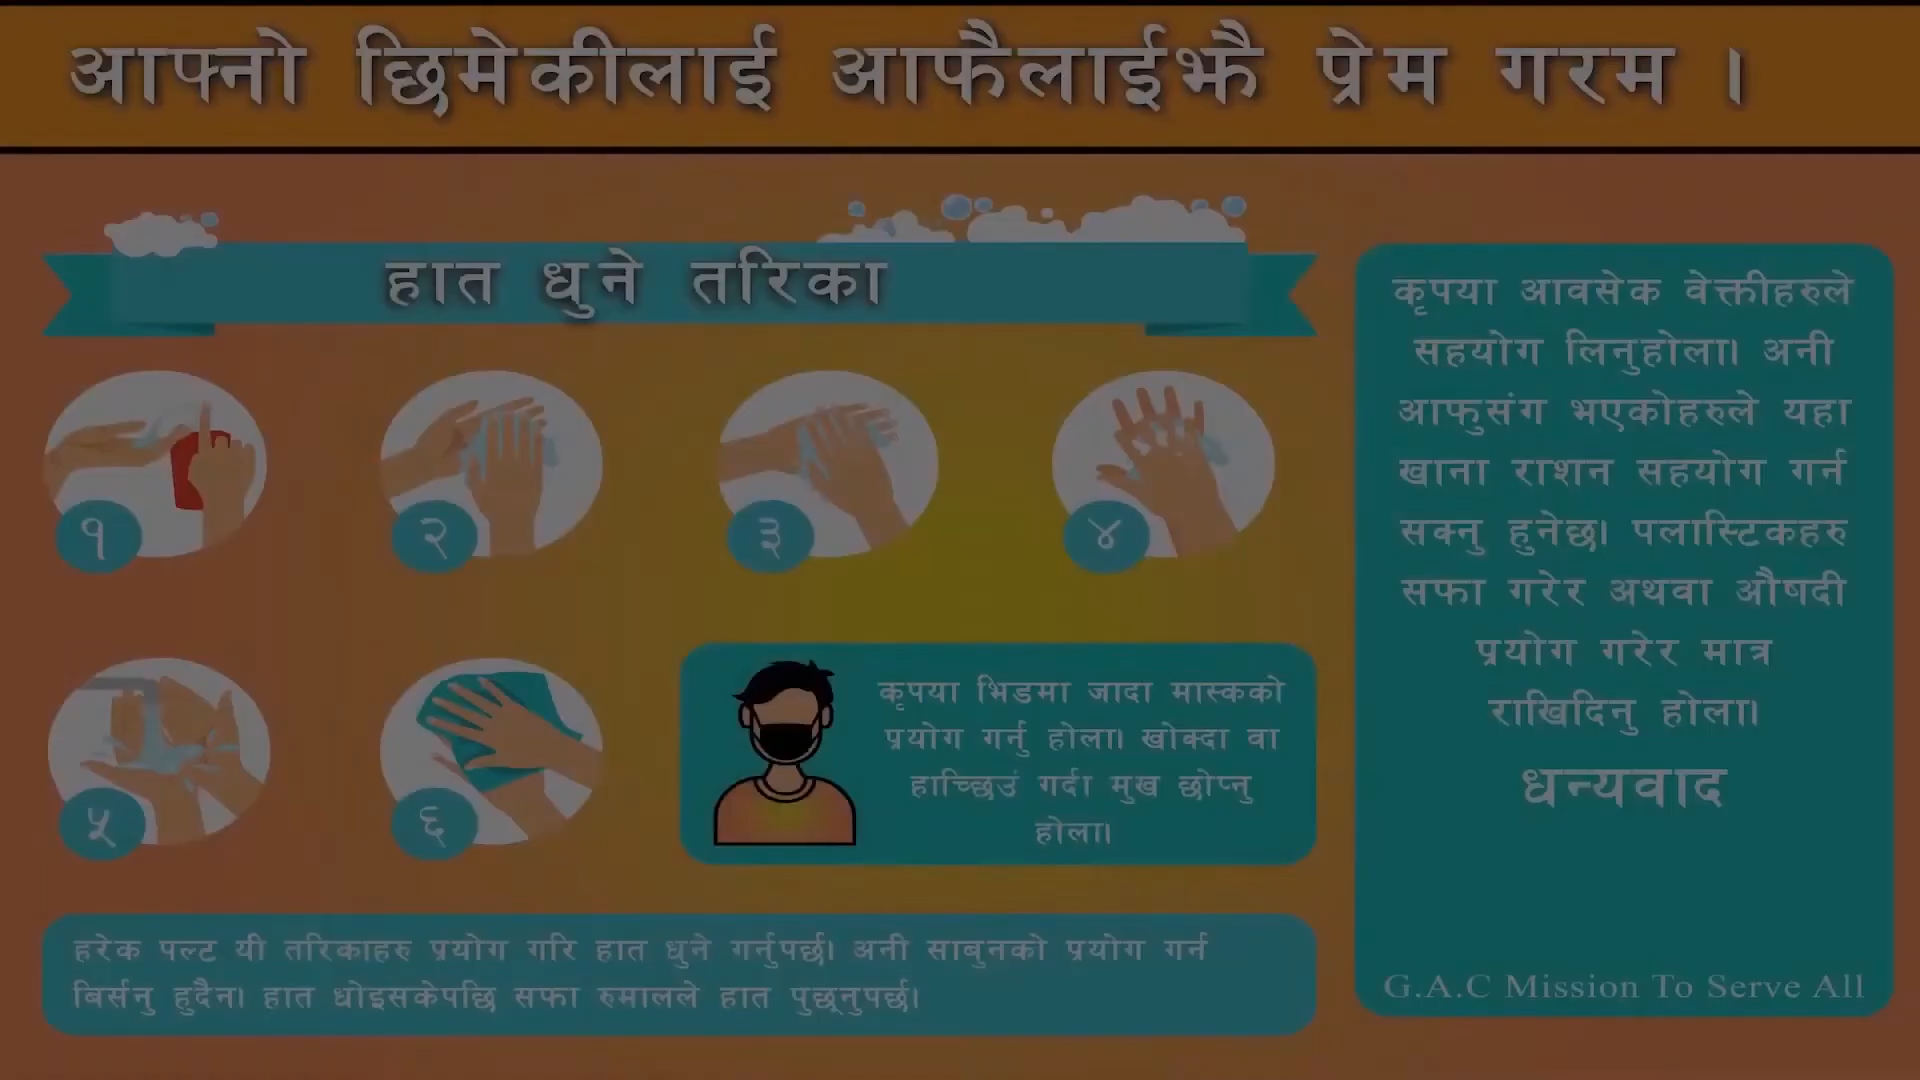 आफ्नो छिमेकीलाई आफैलाईझै प्रेम गरम ।
हात धुने तरिका
१
२
३
४
५
६
कृपया भिडमा जादा मास्कको
प्रयोग गर्नु होला। खोक्दा वा
हाच्छिउं गर्दा मुख छोप्नु
होला।
हरेक पल्ट यी तरिकाहरु प्रयोग गरि हात धुने गर्नुपर्छ। अनी साबुनको प्रयोग गर्न
बिर्सनु हुदैन। हात धोइसकेपछि सफा रुमालले हात पुछ्नुपर्छ।
कृपया आवसेक वेक्तीहरुले
सहयोग लिनुहोला। अनी
आफुसंग भएकोहरुले यहा
खाना राशन सहयोग गर्न
सक्नु हुनेछ। पलास्टिकहरु
सफा गरेर अथवा औषदी
प्रयोग गरेर मात्र
राखिदिनु होला।
धन्यवाद
G.A.C Mission To Serve All